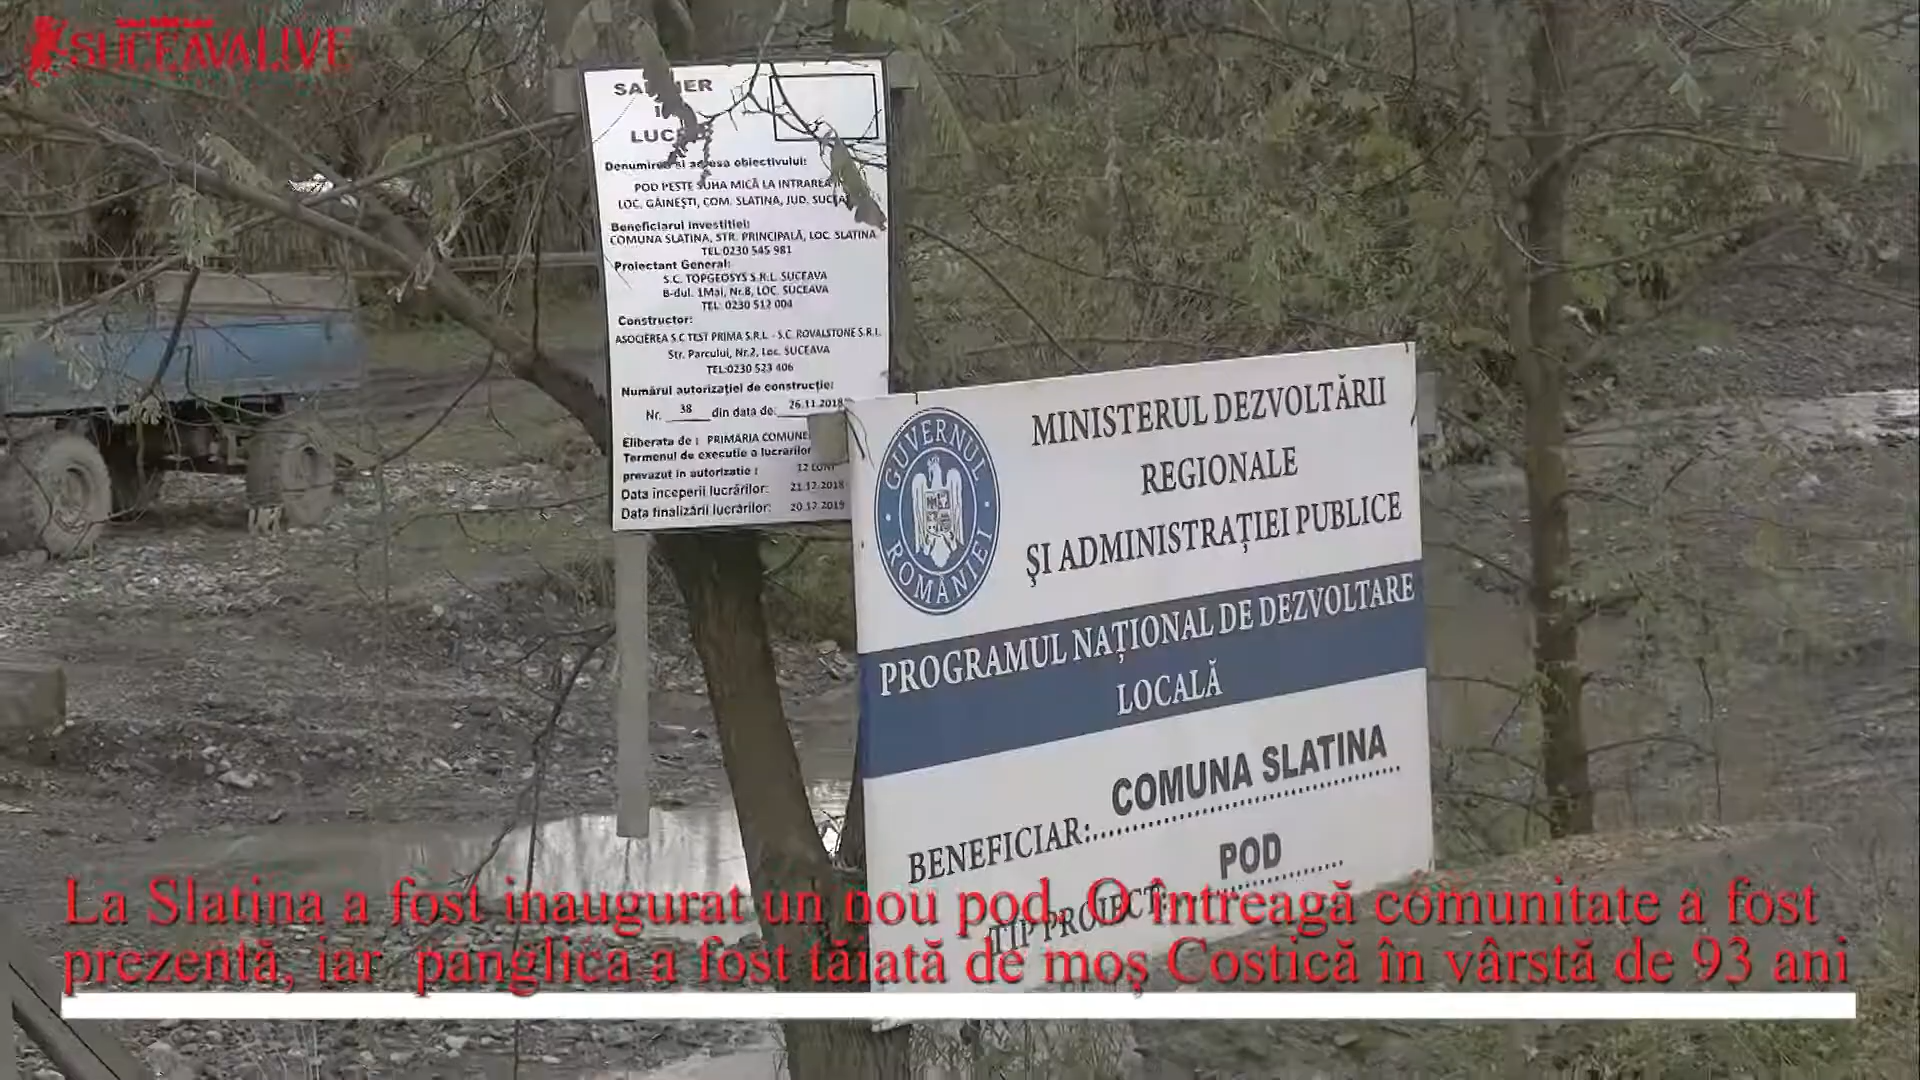 SUCEAVALIVE
LUCRU
Denumirea si adresa obiectivului:
POD PESTE SUHA MICĂ LA INTRAREA
LOC. GĂINEȘTI, COM. SLATINA, JUD. SUCEAVA
Beneficiarul investitiei:
COMUNA SLATINA, STR. PRINCIPALĂ, LOC. SLATINA
TEL:0230 545 981
Proiectant General:
S.C. TOPGEOSYS S.R.L. SUCEAVA
B-dul. 1Mai, Nr.8, LOC. SUCEAVA
TEL: 0230 512 004
Constructor:
ASOCIEREA S.C TEST PRIMA S.R.L - S.C. ROVALSTONE S.R.L.
Str. Parcului, Nr.2, Loc. SUCEAVA
TEL:0230 523 406
Numărul autorizației de construcție:
Nr. 38 din data de: 26.11.2018
Eliberata de : PRIMĂRIA COMUNEI
Termenul de executie a lucrarilor
prevazut in autorizatie : 12 LUNI
Data începerii lucrărilor: 21.12.2018
Data finalizării lucrărilor: 20.12.2019
GUVERNUL
ROMÂNIEI
MINISTERUL DEZVOLTĂRII
REGIONALE
ȘI ADMINISTRAȚIEI PUBLICE
PROGRAMUL NAȚIONAL DE DEZVOLTARE
LOCALĂ
BENEFICIAR: COMUNA SLATINA
TIP PROIECT: POD
La Slatina a fost inaugurat un nou pod. O întreagă comunitate a fost
prezentă, iar panglica a fost tăiată de moș Costică în vârstă de 93 ani